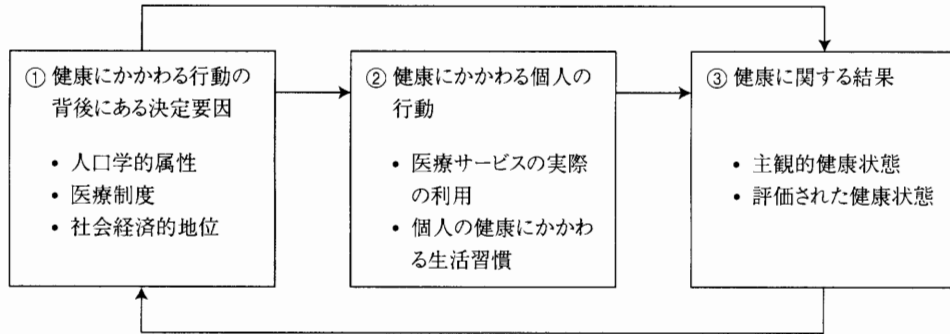 ① 健康にかかわる行動の
背後にある決定要因
• 人口学的属性
• 医療制度
• 社会経済的地位
② 健康にかかわる個人の
行動
• 医療サービスの実際
の利用
• 個人の健康にかかわ
る生活習慣
③ 健康に関する結果
• 主観的健康状態
• 評価された健康状態